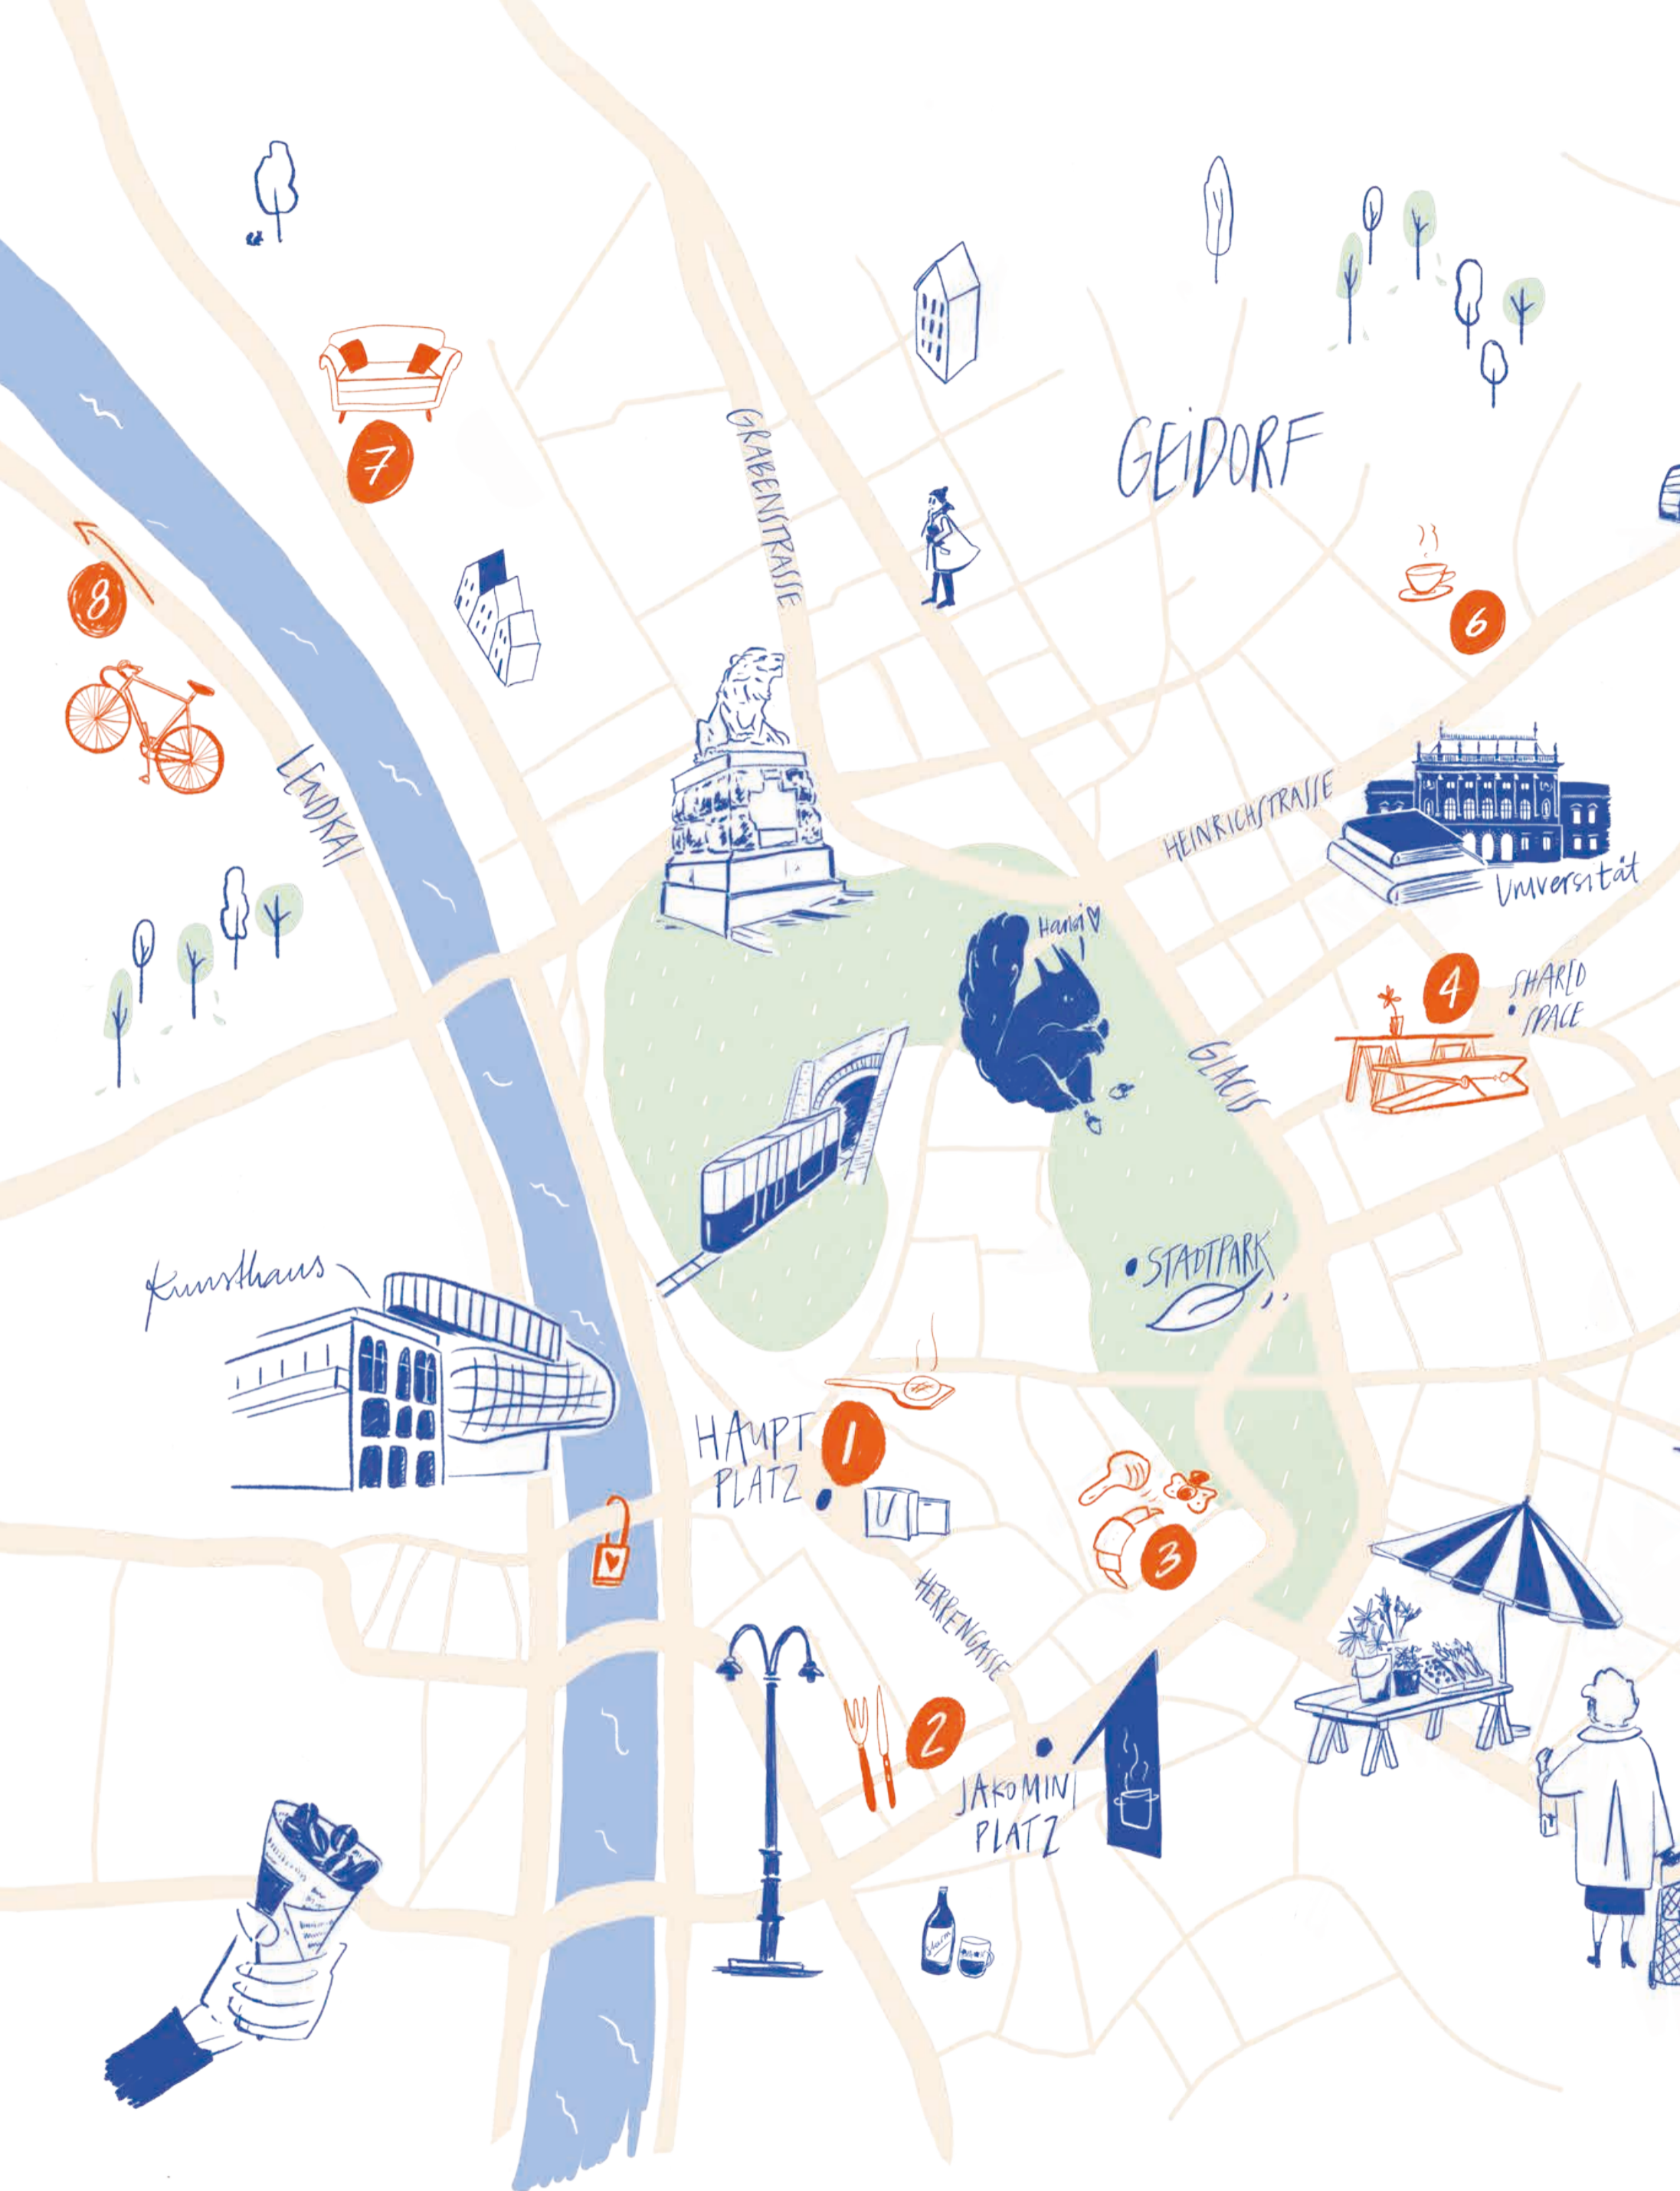 GEIDORF
GRABENSTRASSE
7
8
6
LENDKAI
HEINRICHSTRASSE
Universität
Hansi
4
SHARED
SPACE
GLACIS
STADTPARK
Kunsthaus
HAUPT
PLATZ
1
3
HERRENGASSE
2
JAKOMINI
PLATZ
Sturm